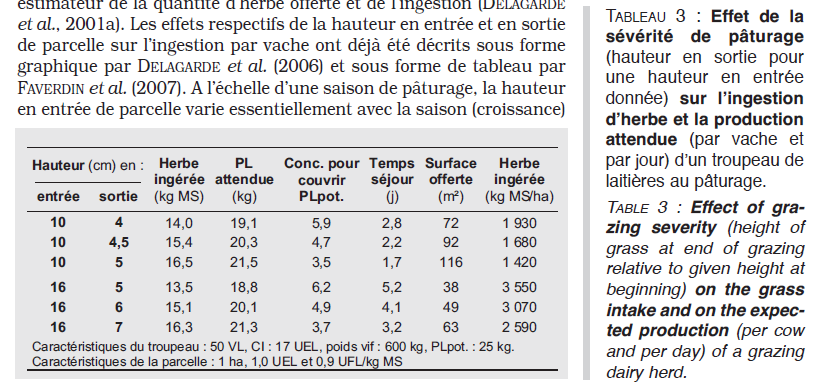 estimateur de la quantité d'herbe offerte et de l'ingestion (DELAGARDE
et al., 2001a). Les effets respectifs de la hauteur en entrée et en sortie
de parcelle sur l'ingestion par vache ont déjà été décrits sous forme
graphique par DELAGARDE et al. (2006) et sous forme de tableau par
FAVERDIN et al. (2007). A l'échelle d'une saison de pâturage, la hauteur
en entrée de parcelle varie essentiellement avec la saison (croissance)
Hauteur (cm) en : Herbe PL Conc. pour Temps Surface Herbe
ingérée attendue couvrir séjour offerte ingérée
entrée sortie (kg MS) (kg) PLpot. (j) (m²) (kg MS/ha)
10 4 14,0 19,1 5,9 2,8 72 1 930
10 4,5 15,4 20,3 4,7 2,2 92 1 680
10 5 16,5 21,5 3,5 1,7 116 1 420
16 5 13,5 18,8 6,2 5,2 38 3 550
16 6 15,1 20,1 4,9 4,1 49 3 070
16 7 16,3 21,3 3,7 3,2 63 2 590
Caractéristiques du troupeau : 50 VL, CI : 17 UEL, poids vif : 600 kg, PLpot. : 25 kg.
Caractéristiques de la parcelle : 1 ha, 1,0 UEL et 0,9 UFL/kg MS
TABLEAU 3 : Effet de la
sévérité de pâturage
(hauteur en sortie pour
une hauteur en entrée
donnée) sur l'ingestion
d'herbe et la production
attendue (par vache et
par jour) d'un troupeau de
laitières au pâturage.
TABLE 3 : Effect of gra-
zing severity (height of
grass at end of grazing
relative to given height at
beginning) on the grass
intake and on the expec-
ted production (per cow
and per day) of a grazing
dairy herd.